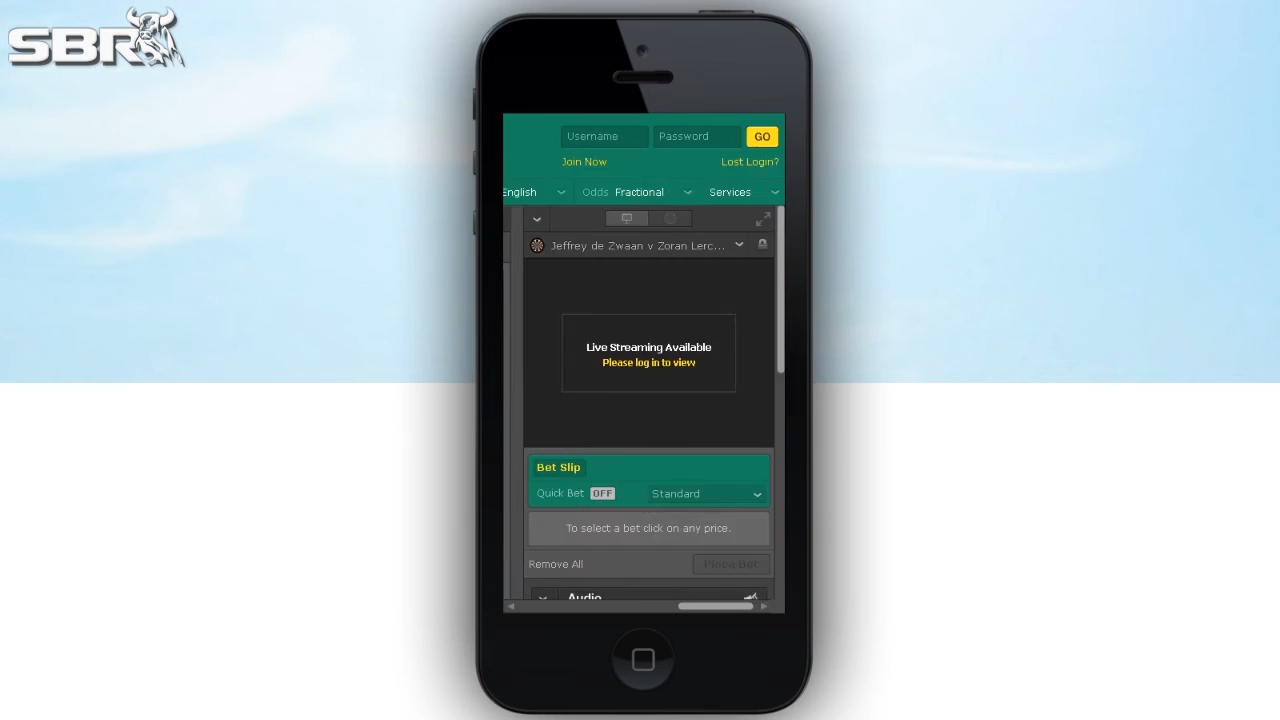 SBR
Username Password GO
Join Now Lost Login?
English Odds Fractional Services
Jeffrey de Zwaan v Zoran Lerc...
Live Streaming Available
Please log in to view
Bet Slip
Quick Bet OFF Standard
To select a bet click on any price.
Remove All Place Bet
Audio